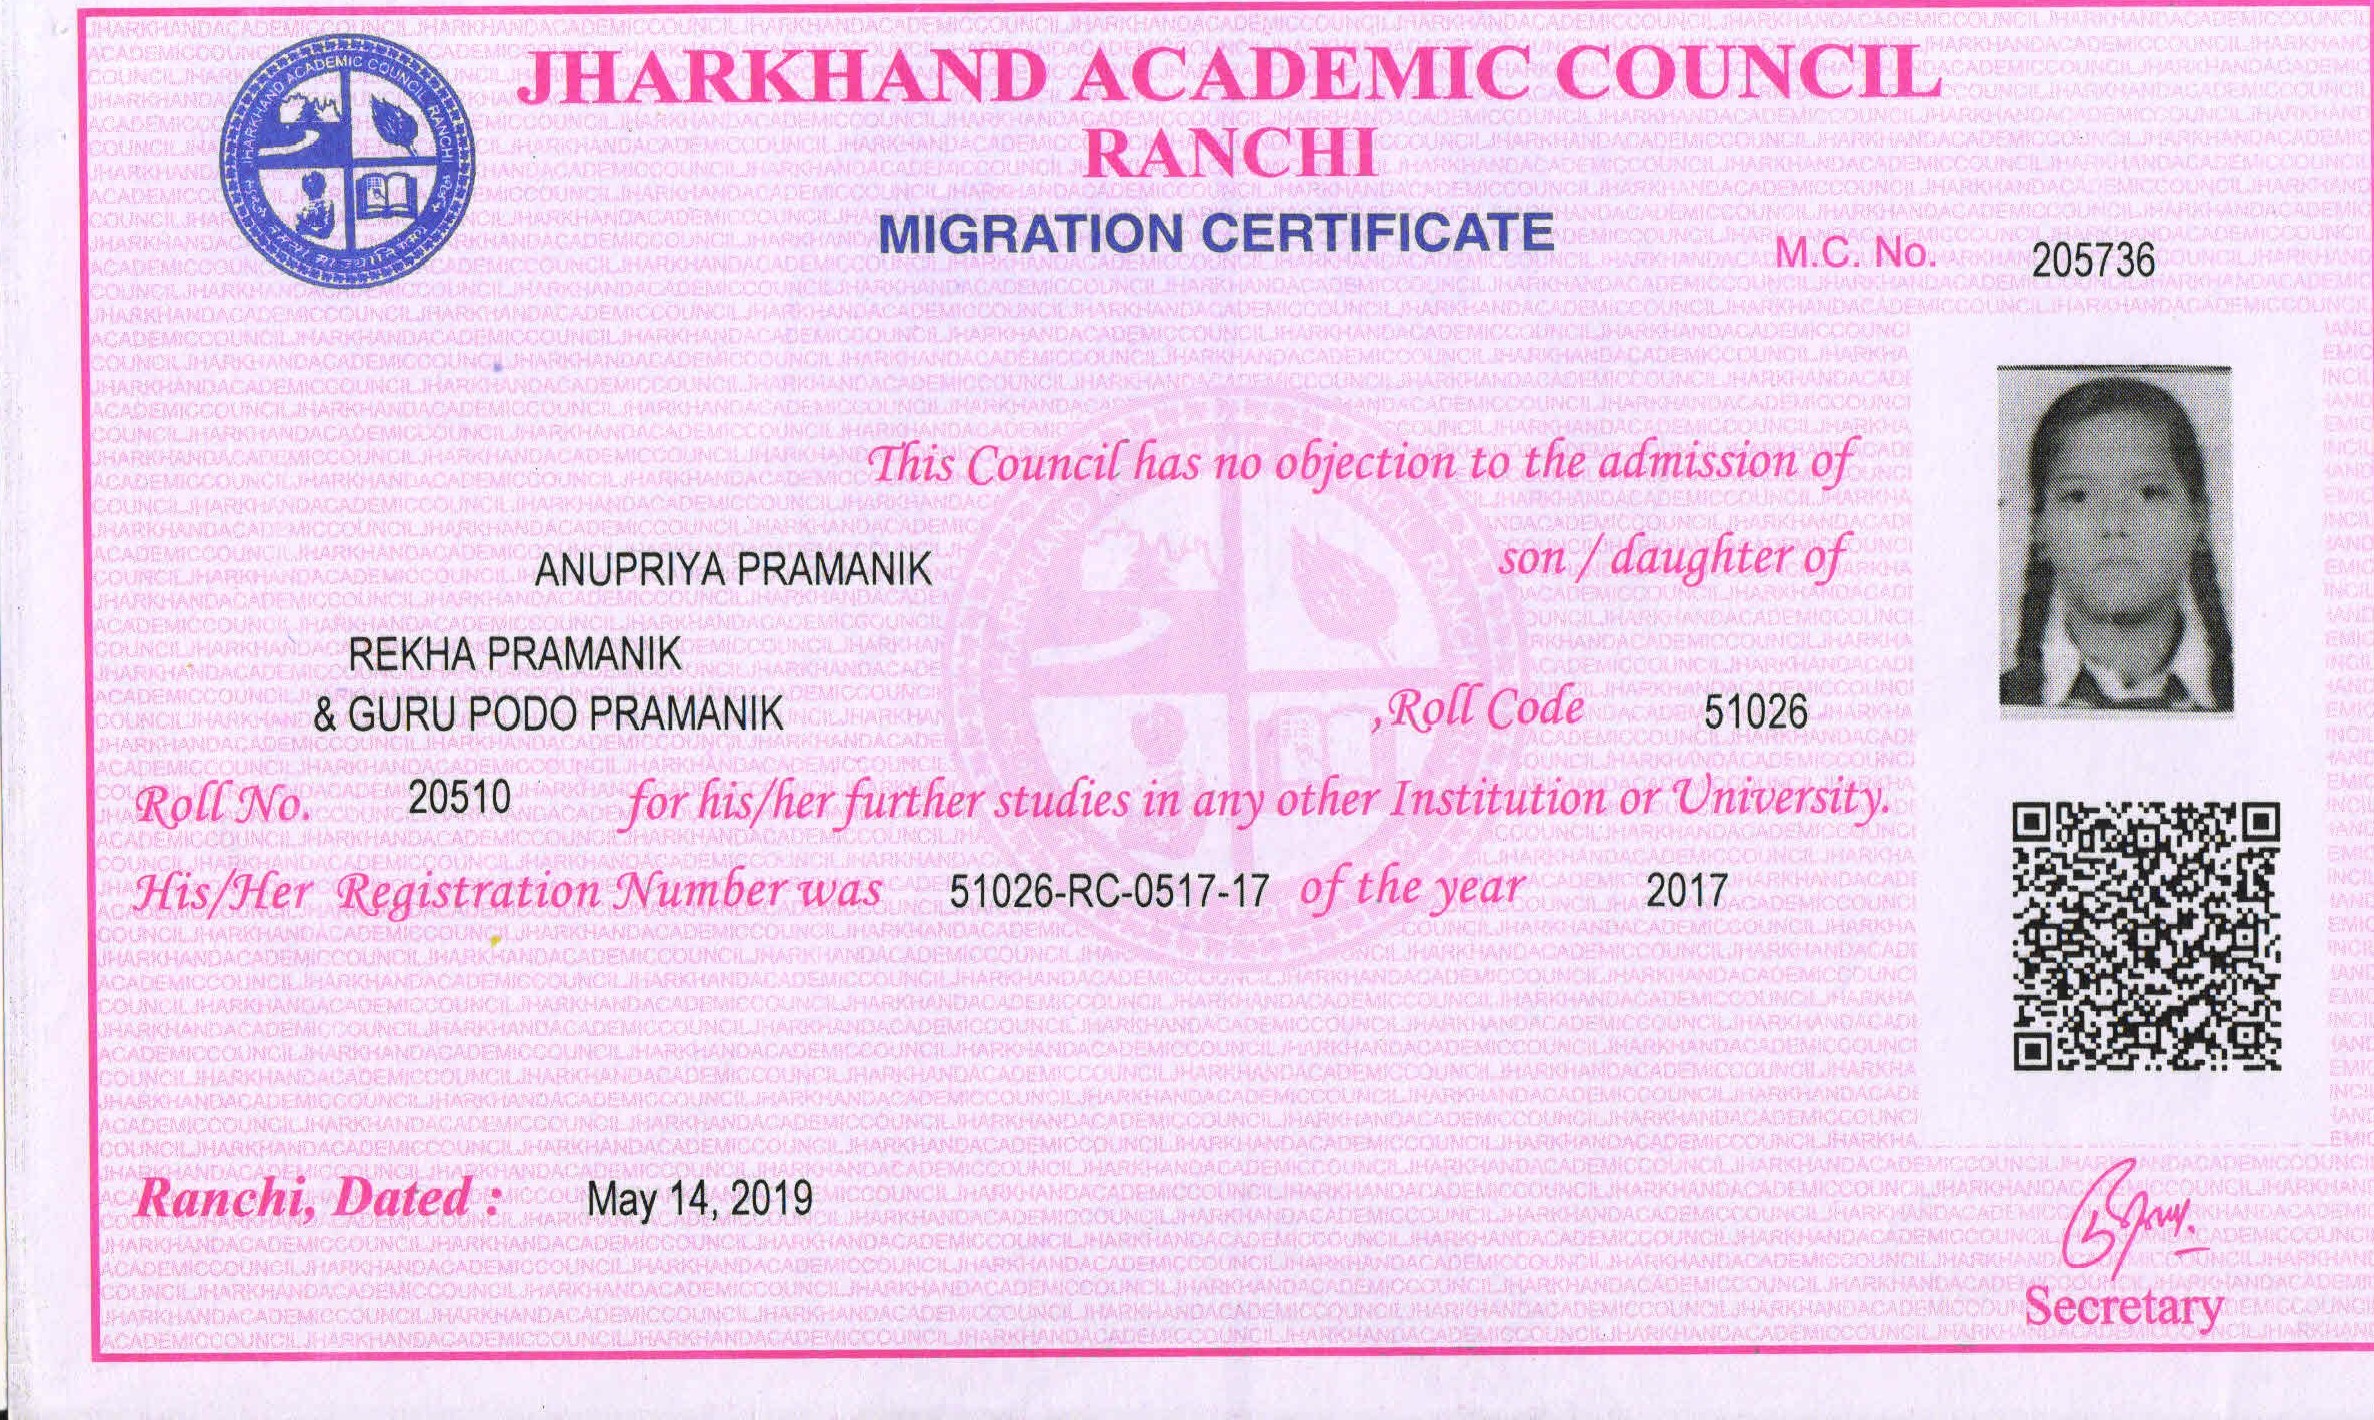 JHARKHAND ACADEMIC COUNCIL
RANCHI
MIGRATION CERTIFICATE
M.C. No. 205736
JHARKHAND ACADEMIC COUNCIL RANCHI
This Council has no objection to the admission of
ANUPRIYA PRAMANIK son / daughter of
REKHA PRAMANIK
& GURU PODO PRAMANIK ,Roll Code 51026
Roll No. 20510 for his/her further studies in any other Institution or University.
His/Her Registration Number was 51026-RC-0517-17 of the year 2017
Ranchi, Dated : May 14, 2019
Secretary